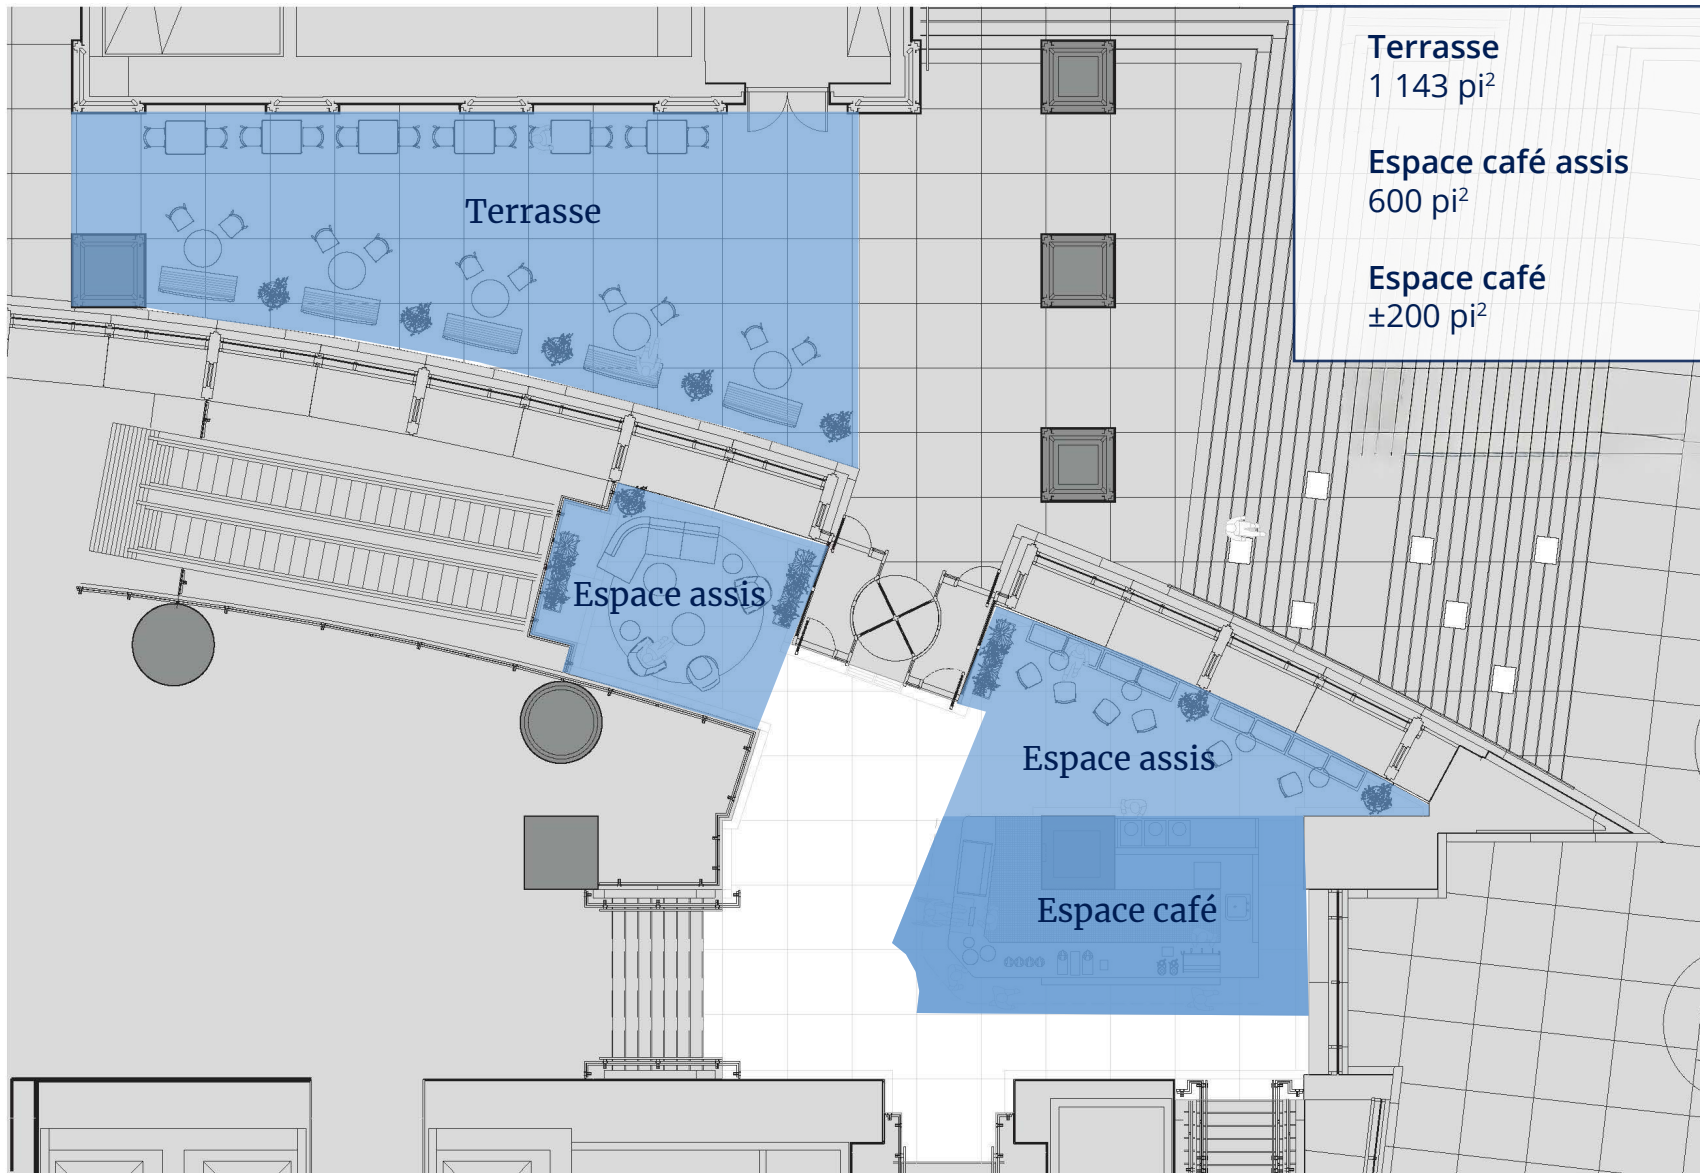 Terrasse
1 143 pi²
Espace café assis
600 pi²
Espace café
±200 pi²
Terrasse
Espace assis
Espace assis
Espace café